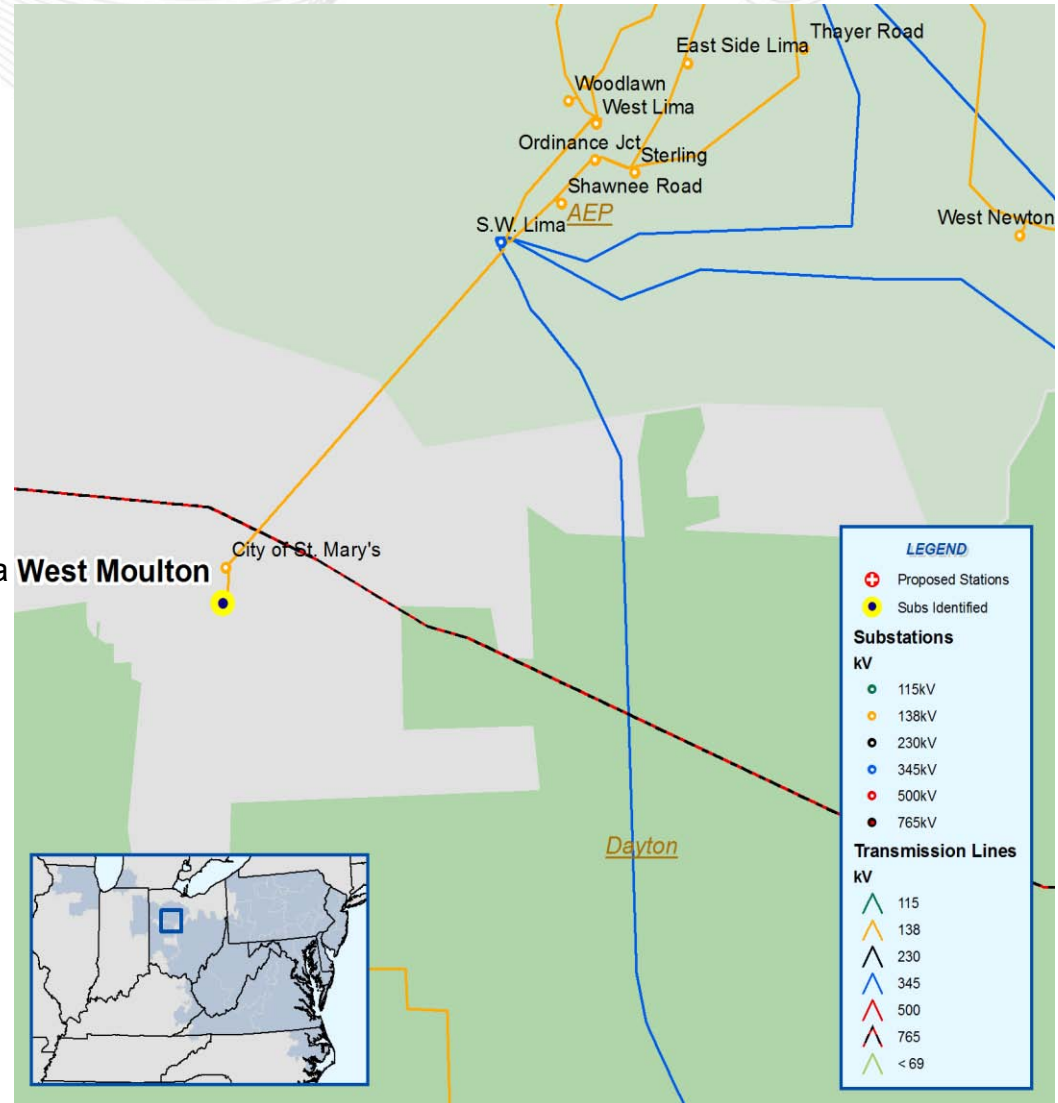 Thayer Road
East Side Lima
Woodlawn
West Lima
Ordinance Jct
Sterling
Shawnee Road
AEP
West Newton
S.W. Lima
City of St. Mary's
a West Moulton
Dayton
LEGEND
Proposed Stations
Subs Identified
Substations
kV
115kV
138kV
230kV
345kV
500kV
765kV
Transmission Lines
kV
115
138
230
345
500
765
< 69